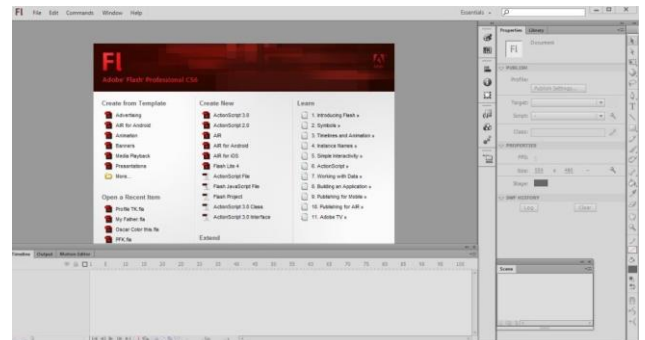 Fl File Edit Commands Window Help
Essentials
Fl
Adobe Flash Professional CS6
Create from Template
Advertising
AIR for Android
Animation
Banners
Media Playback
Presentations
More...
Open a Recent Item
Profile TK.fla
My Father.fla
Oscar Color this.fla
PFK.fla
Create New
ActionScript 3.0
ActionScript 2.0
AIR
AIR for Android
AIR for iOS
Flash Lite 4
ActionScript File
Flash JavaScript File
Flash Project
ActionScript 3.0 Class
ActionScript 3.0 Interface
Extend
Learn
1. Introducing Flash »
2. Symbols »
3. Timelines and Animation »
4. Instance Names »
5. Simple Interactivity »
6. ActionScript »
7. Working with Data »
8. Building an Application »
9. Publishing for Mobile »
10. Publishing for AIR »
11. Adobe TV »
Properties Library
Fl Document
PUBLISH
Profile:
Publish Settings...
Target:
Script:
Class:
PROPERTIES
FPS:
Size:
Stage:
SWF HISTORY
Log Clear
Scene
Timeline Output Motion Editor